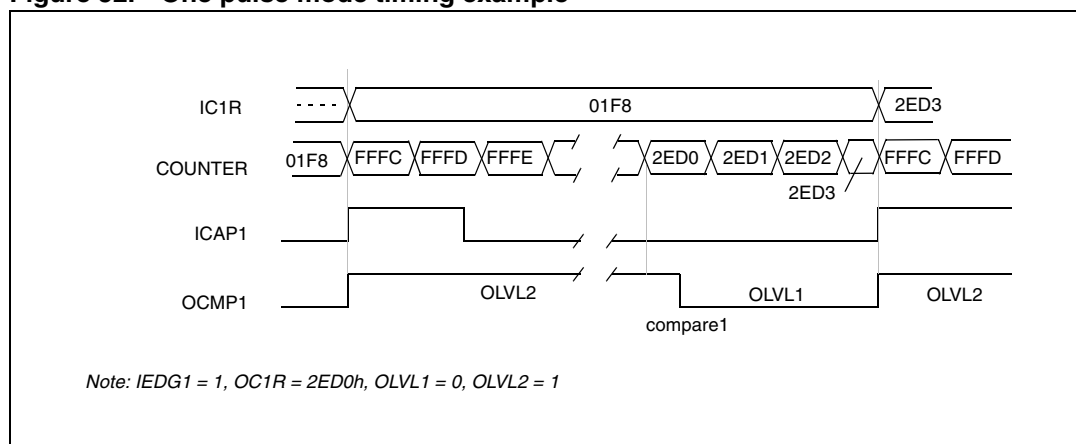 Figure 52. One pulse mode timing example
IC1R 01F8 2ED3
COUNTER 01F8 FFFC FFFD FFFE 2ED0 2ED1 2ED2 FFFC FFFD
2ED3
ICAP1
OCMP1 OLVL2 OLVL1 OLVL2
compare1
Note: IEDG1 = 1, OC1R = 2ED0h, OLVL1 = 0, OLVL2 = 1